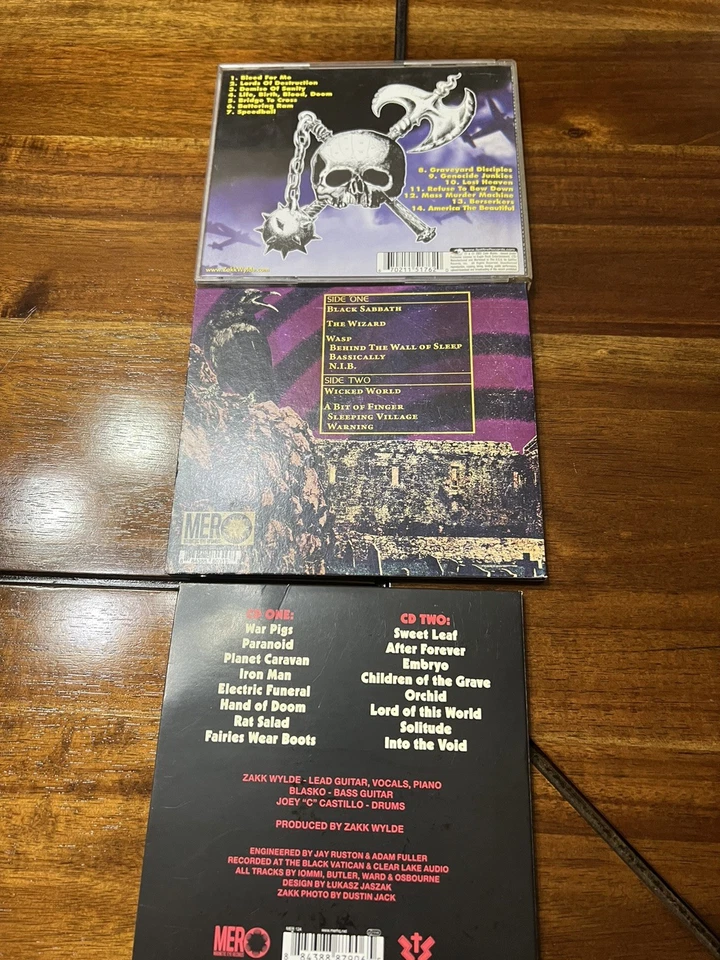 1. Bleed For Me
2. Lords Of Destruction
3. Demise Of Sanity
4. Life, Birth, Blood, Doom
5. Bridge To Cross
6. Battering Ram
7. Speedball
8. Graveyard Disciples
9. Genocide Junkies
10. Lost Heaven
11. Refuse To Bow Down
12. Mass Murder Machine
13. Berserkers
14. America The Beautiful
www.ZakkWylde.com
SIDE ONE
BLACK SABBATH
THE WIZARD
WASP
BEHIND THE WALL OF SLEEP
BASSICALLY
N.I.B.
SIDE TWO
WICKED WORLD
A BIT OF FINGER
SLEEPING VILLAGE
WARNING
MER
CD ONE:
War Pigs
Paranoid
Planet Caravan
Iron Man
Electric Funeral
Hand of Doom
Rat Salad
Fairies Wear Boots
CD TWO:
Sweet Leaf
After Forever
Embryo
Children of the Grave
Orchid
Lord of this World
Solitude
Into the Void
ZAKK WYLDE - LEAD GUITAR, VOCALS, PIANO
BLASKO - BASS GUITAR
JOEY "C" CASTILLO - DRUMS
PRODUCED BY ZAKK WYLDE
ENGINEERED BY JAY RUSTON & ADAM FULLER
RECORDED AT THE BLACK VATICAN & CLEAR LAKE AUDIO
ALL TRACKS BY IOMMI, BUTLER, WARD & OSBOURNE
DESIGN BY ŁUKASZ JASZAK
ZAKK PHOTO BY DUSTIN JACK
MER